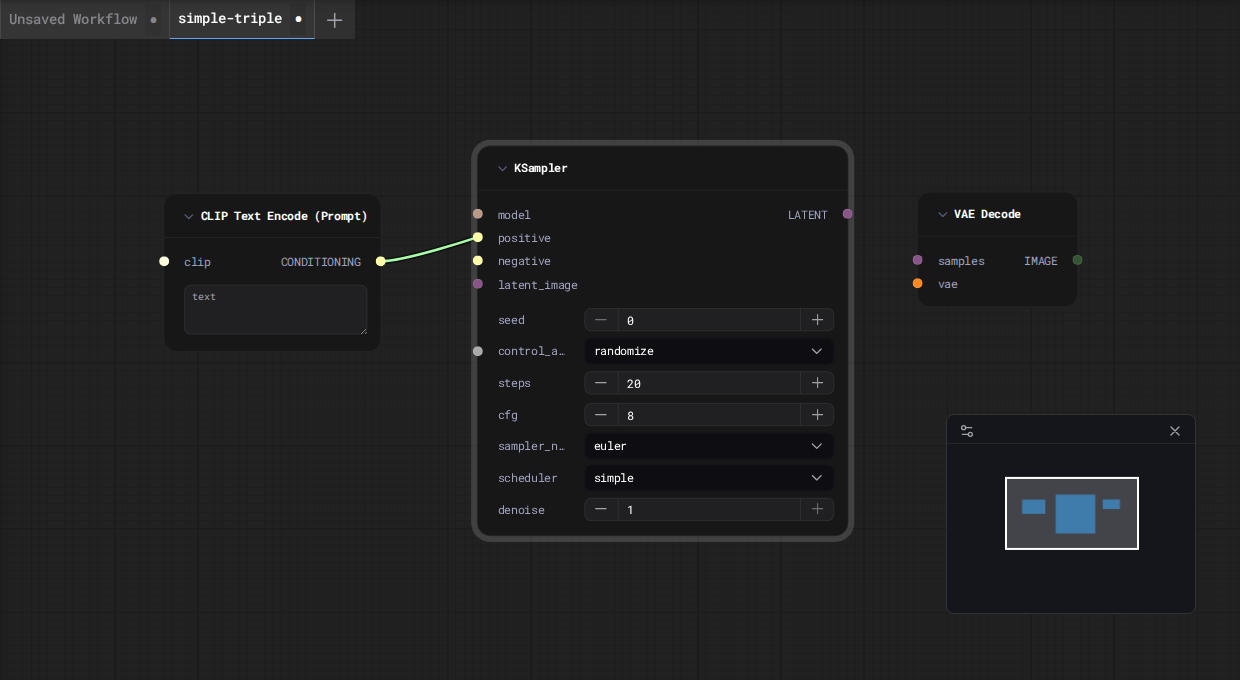 Unsaved Workflow
simple-triple
CLIP Text Encode (Prompt)
clip CONDITIONING
text
KSampler
model LATENT
positive
negative
latent_image
seed 0
control_a… randomize
steps 20
cfg 8
sampler_n… euler
scheduler simple
denoise 1
VAE Decode
samples IMAGE
vae